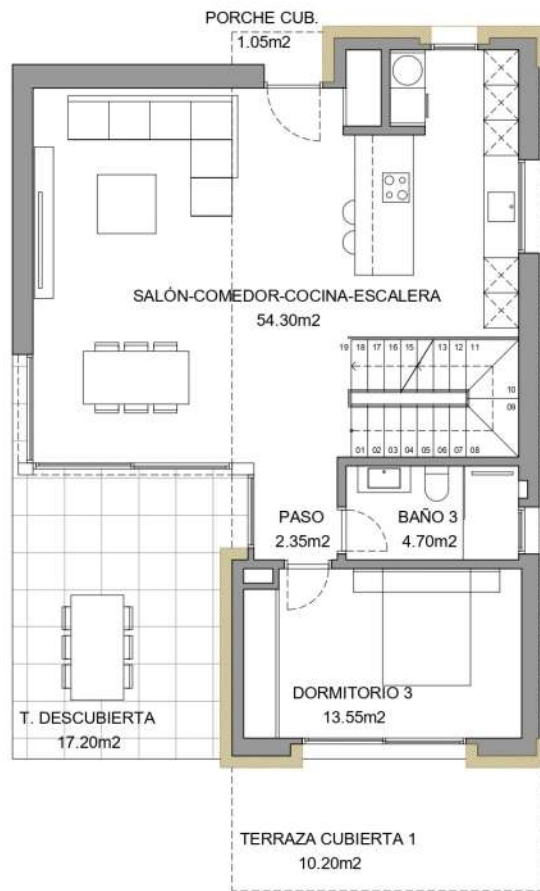 PORCHE CUB.
1.05m2
SALÓN-COMEDOR-COCINA-ESCALERA
54.30m2
19 18 17 16 15 13 12 11
10
09
01 02 03 04 05 06 07 08
PASO
2.35m2
BAÑO 3
4.70m2
DORMITORIO 3
13.55m2
T. DESCUBIERTA
17.20m2
TERRAZA CUBIERTA 1
10.20m2